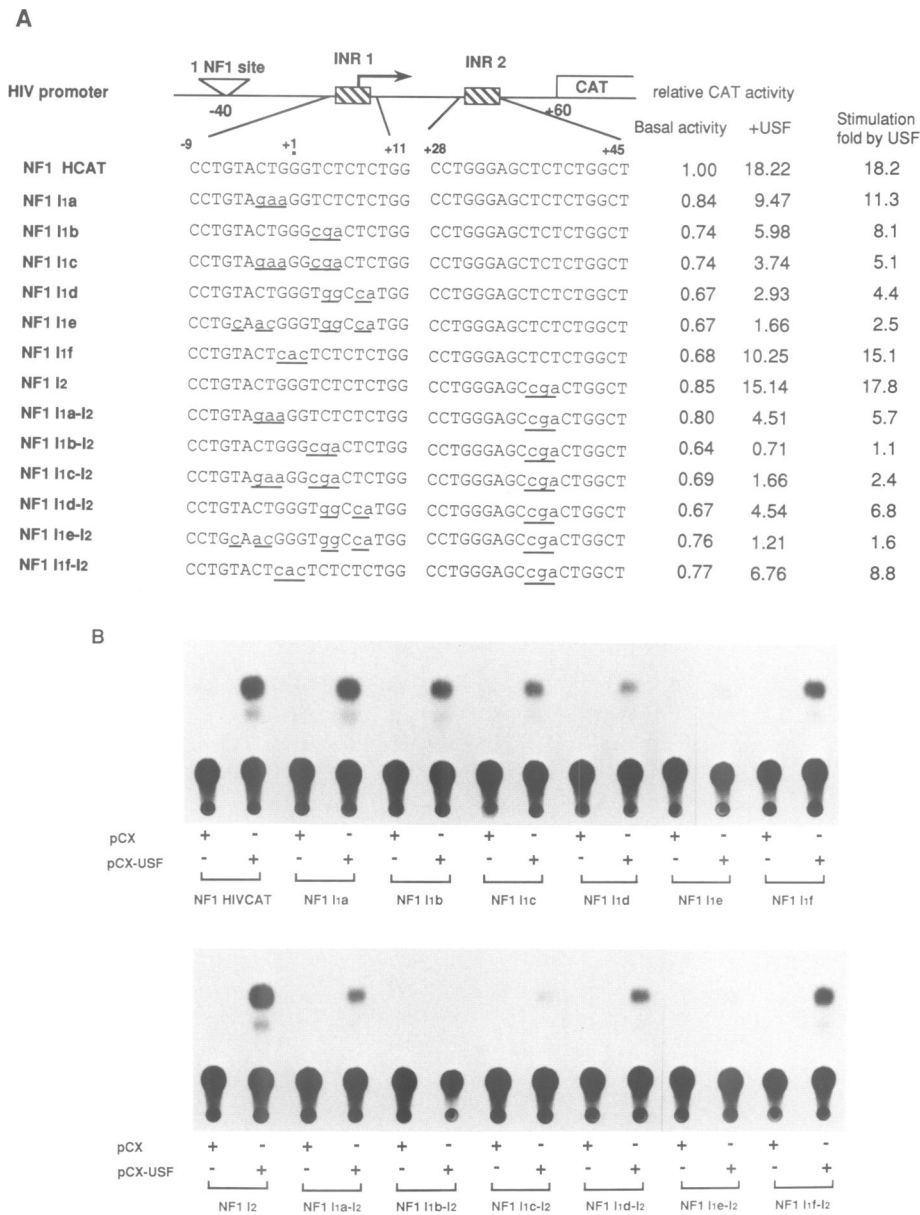 A
1 NF1 site
INR 1
INR 2
CAT
HIV promoter
-40
+60
relative CAT activity
Basal activity +USF
Stimulation
fold by USF
-9 +1 +11 +28 +45
NF1 HCAT CCTGTACTGGGTCTCTCTGG CCTGGGAGCTCTCTGGCT 1.00 18.22 18.2
NF1 I1a CCTGTAgaaGGTCTCTCTGG CCTGGGAGCTCTCTGGCT 0.84 9.47 11.3
NF1 I1b CCTGTACTGGGcgaCTCTGG CCTGGGAGCTCTCTGGCT 0.74 5.98 8.1
NF1 I1c CCTGTAgaaGGcgaCTCTGG CCTGGGAGCTCTCTGGCT 0.74 3.74 5.1
NF1 I1d CCTGTACTGGGTggCcaTGG CCTGGGAGCTCTCTGGCT 0.67 2.93 4.4
NF1 I1e CCTGcAacGGGTggCcaTGG CCTGGGAGCTCTCTGGCT 0.67 1.66 2.5
NF1 I1f CCTGTACTcacTCTCTCTGG CCTGGGAGCTCTCTGGCT 0.68 10.25 15.1
NF1 I2 CCTGTACTGGGTCTCTCTGG CCTGGGAGCcgaCTGGCT 0.85 15.14 17.8
NF1 I1a-I2 CCTGTAgaaGGTCTCTCTGG CCTGGGAGCcgaCTGGCT 0.80 4.51 5.7
NF1 I1b-I2 CCTGTACTGGGcgaCTCTGG CCTGGGAGCcgaCTGGCT 0.64 0.71 1.1
NF1 I1c-I2 CCTGTAgaaGGcgaCTCTGG CCTGGGAGCcgaCTGGCT 0.69 1.66 2.4
NF1 I1d-I2 CCTGTACTGGGTggCcaTGG CCTGGGAGCcgaCTGGCT 0.67 4.54 6.8
NF1 I1e-I2 CCTGcAacGGGTggCcaTGG CCTGGGAGCcgaCTGGCT 0.76 1.21 1.6
NF1 I1f-I2 CCTGTACTcacTCTCTCTGG CCTGGGAGCcgaCTGGCT 0.77 6.76 8.8
B
pCX + - + - + - + - + - + - + -
pCX-USF - + - + - + - + - + - + - +
NF1 HIVCAT NF1 I1a NF1 I1b NF1 I1c NF1 I1d NF1 I1e NF1 I1f
pCX + - + - + - + - + - + - + -
pCX-USF - + - + - + - + - + - + - +
NF1 I2 NF1 I1a-I2 NF1 I1b-I2 NF1 I1c-I2 NF1 I1d-I2 NF1 I1e-I2 NF1 I1f-I2